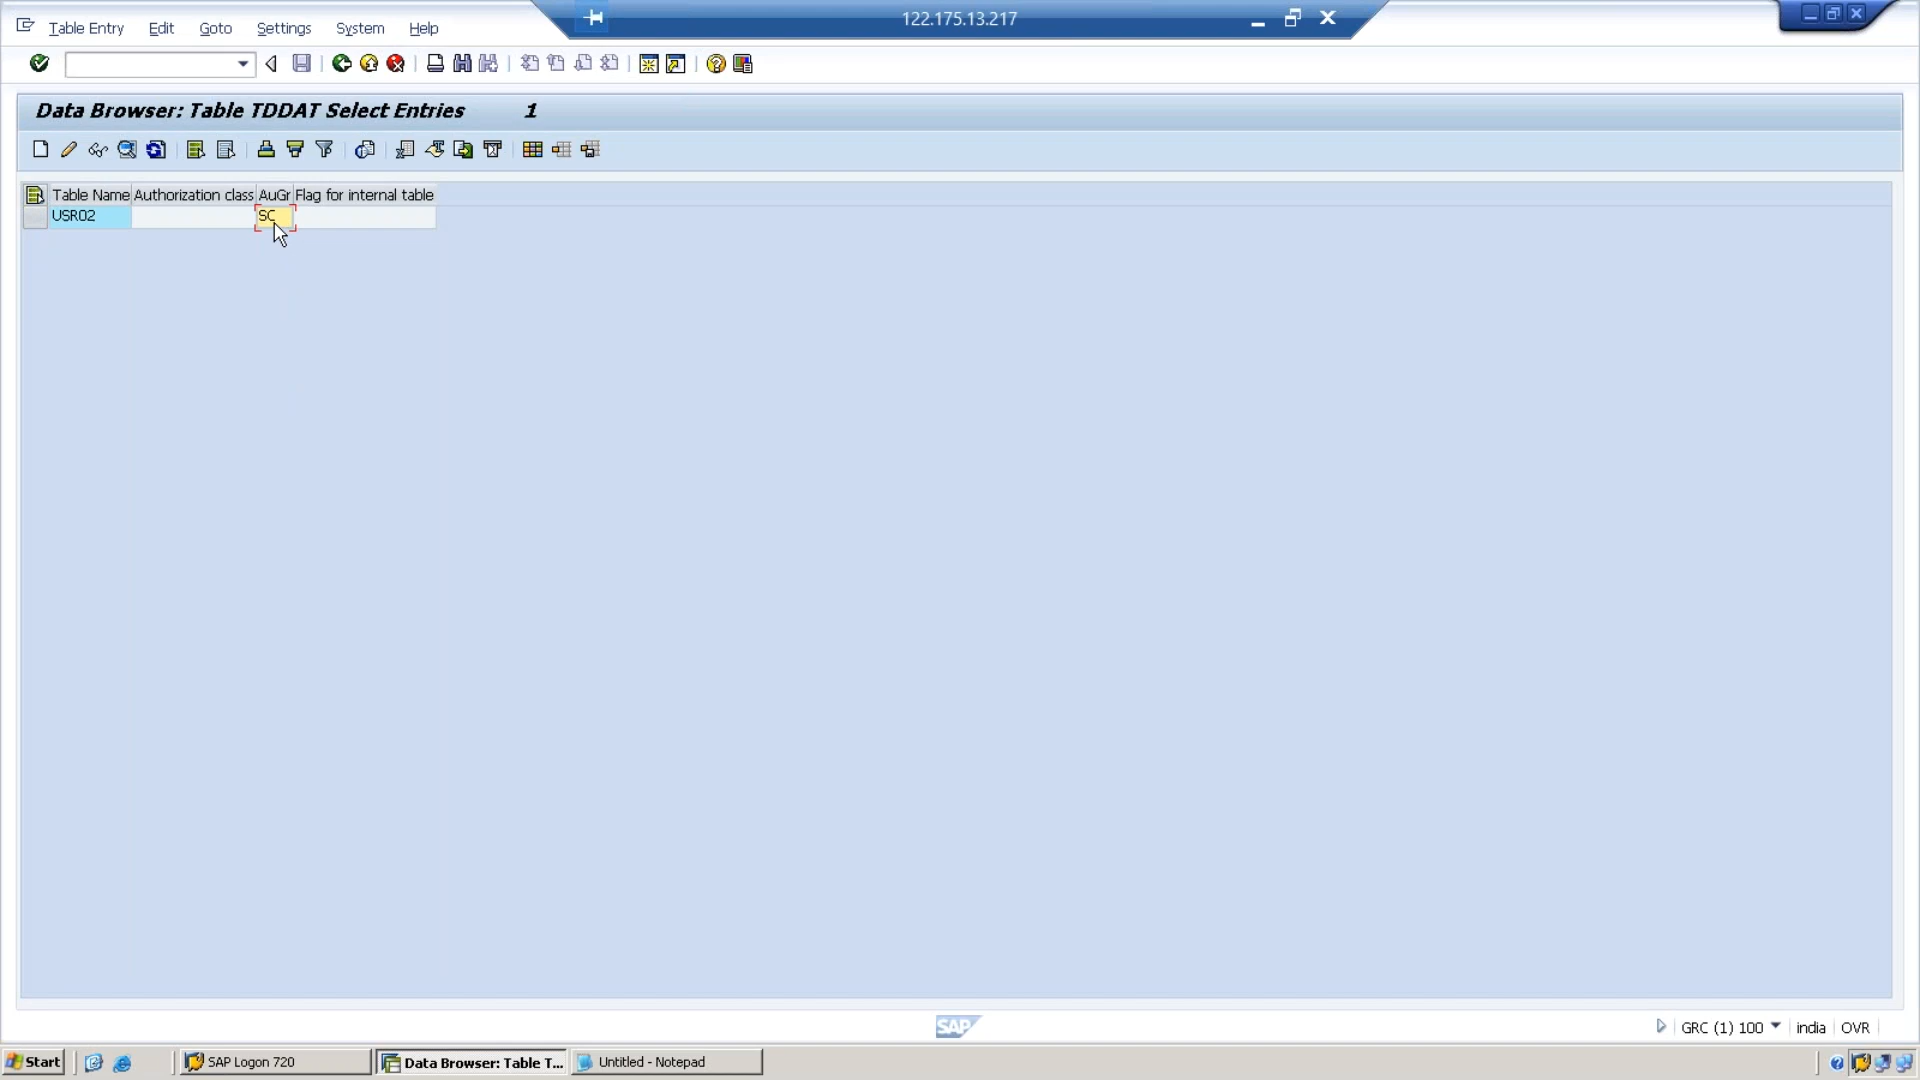 122.175.13.217
Table Entry Edit Goto Settings System Help
Data Browser: Table TDDAT Select Entries 1
Table Name Authorization class AuGr Flag for internal table
USR02 SC
SAP
GRC (1) 100 india OVR
Start SAP Logon 720 Data Browser: Table T... Untitled - Notepad